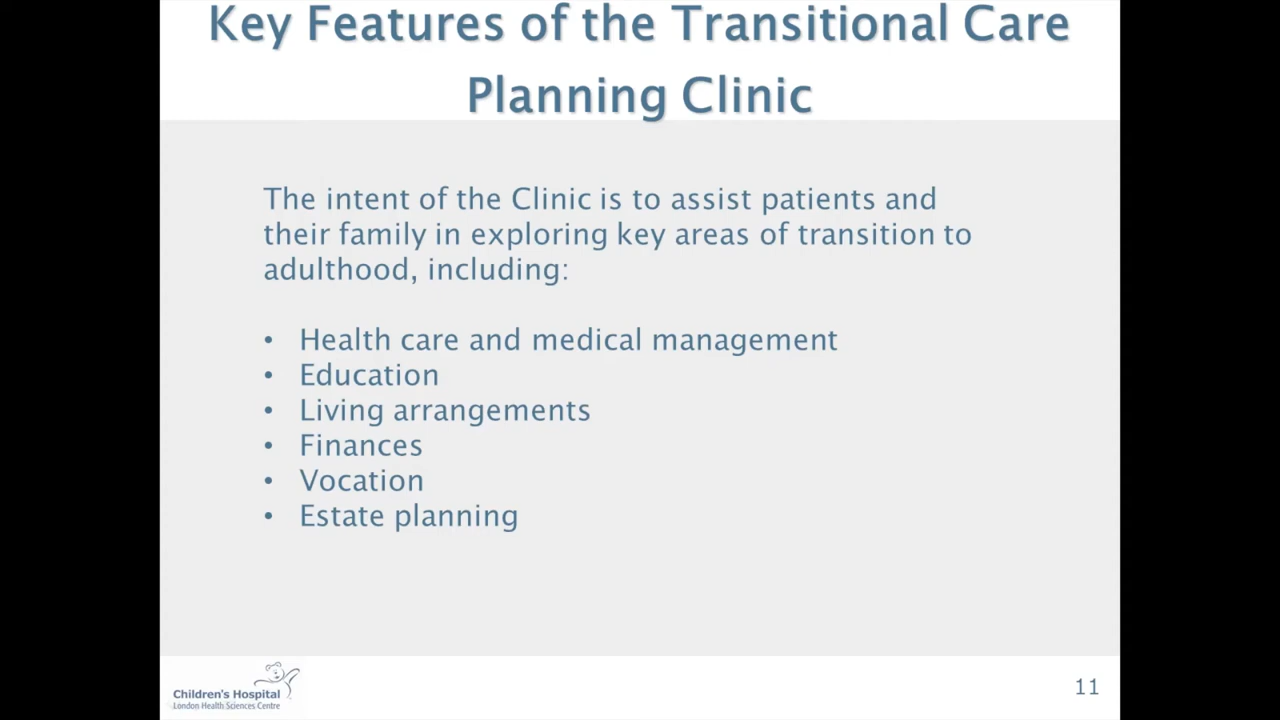 Key Features of the Transitional Care
Planning Clinic
The intent of the Clinic is to assist patients and
their family in exploring key areas of transition to
adulthood, including:
• Health care and medical management
• Education
• Living arrangements
• Finances
• Vocation
• Estate planning
Children's Hospital
London Health Sciences Centre
11